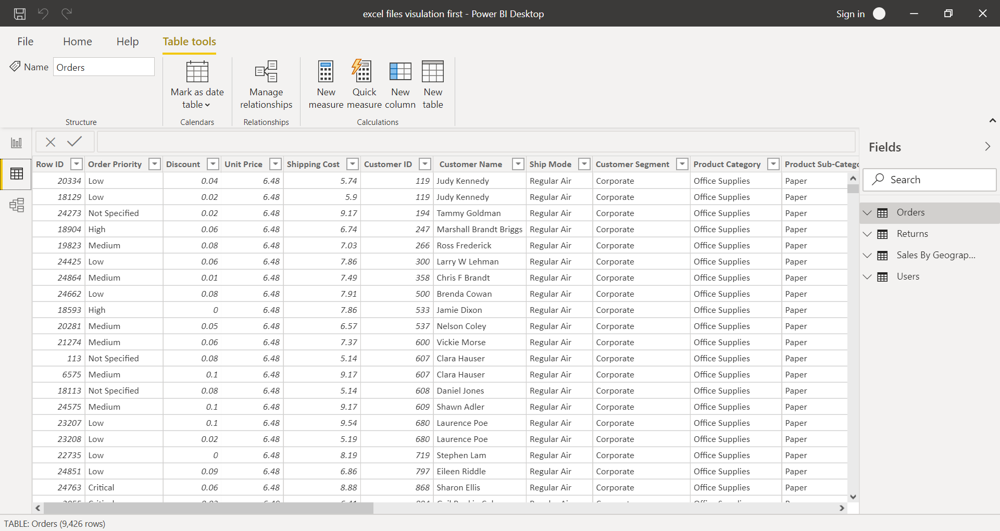 excel files visulation first - Power BI Desktop
Sign in
File Home Help Table tools
Name Orders
Mark as date table
Manage relationships
New measure
Quick measure
New column
New table
Structure Calendars Relationships Calculations
Fields
Search
Orders
Returns
Sales By Geograp...
Users
Row ID Order Priority Discount Unit Price Shipping Cost Customer ID Customer Name Ship Mode Customer Segment Product Category Product Sub-Catego
20334 Low 0.04 6.48 5.74 119 Judy Kennedy Regular Air Corporate Office Supplies Paper
18129 Low 0.02 6.48 5.9 119 Judy Kennedy Regular Air Corporate Office Supplies Paper
24273 Not Specified 0.02 6.48 9.17 194 Tammy Goldman Regular Air Corporate Office Supplies Paper
18904 High 0.06 6.48 6.74 247 Marshall Brandt Briggs Regular Air Corporate Office Supplies Paper
19823 Medium 0.08 6.48 7.03 266 Ross Frederick Regular Air Corporate Office Supplies Paper
24425 Low 0.06 6.48 7.86 300 Larry W Lehman Regular Air Corporate Office Supplies Paper
24864 Medium 0.01 6.48 7.49 358 Chris F Brandt Regular Air Corporate Office Supplies Paper
24662 Low 0.08 6.48 7.91 500 Brenda Cowan Regular Air Corporate Office Supplies Paper
18593 High 0 6.48 7.86 533 Jamie Dixon Regular Air Corporate Office Supplies Paper
20281 Medium 0.05 6.48 6.57 537 Nelson Coley Regular Air Corporate Office Supplies Paper
21274 Medium 0.06 6.48 7.37 600 Vickie Morse Regular Air Corporate Office Supplies Paper
113 Not Specified 0.08 6.48 5.14 607 Clara Hauser Regular Air Corporate Office Supplies Paper
6575 Medium 0.1 6.48 9.17 607 Clara Hauser Regular Air Corporate Office Supplies Paper
18113 Not Specified 0.08 6.48 5.14 608 Daniel Jones Regular Air Corporate Office Supplies Paper
24575 Medium 0.1 6.48 9.17 609 Shawn Adler Regular Air Corporate Office Supplies Paper
23207 Low 0.1 6.48 9.54 680 Laurence Poe Regular Air Corporate Office Supplies Paper
23208 Low 0.02 6.48 5.19 680 Laurence Poe Regular Air Corporate Office Supplies Paper
22735 Low 0 6.48 8.19 719 Stephen Lam Regular Air Corporate Office Supplies Paper
24851 Low 0.09 6.48 6.86 797 Eileen Riddle Regular Air Corporate Office Supplies Paper
24763 Critical 0.06 6.48 8.88 868 Sharon Ellis Regular Air Corporate Office Supplies Paper
TABLE: Orders (9,426 rows)